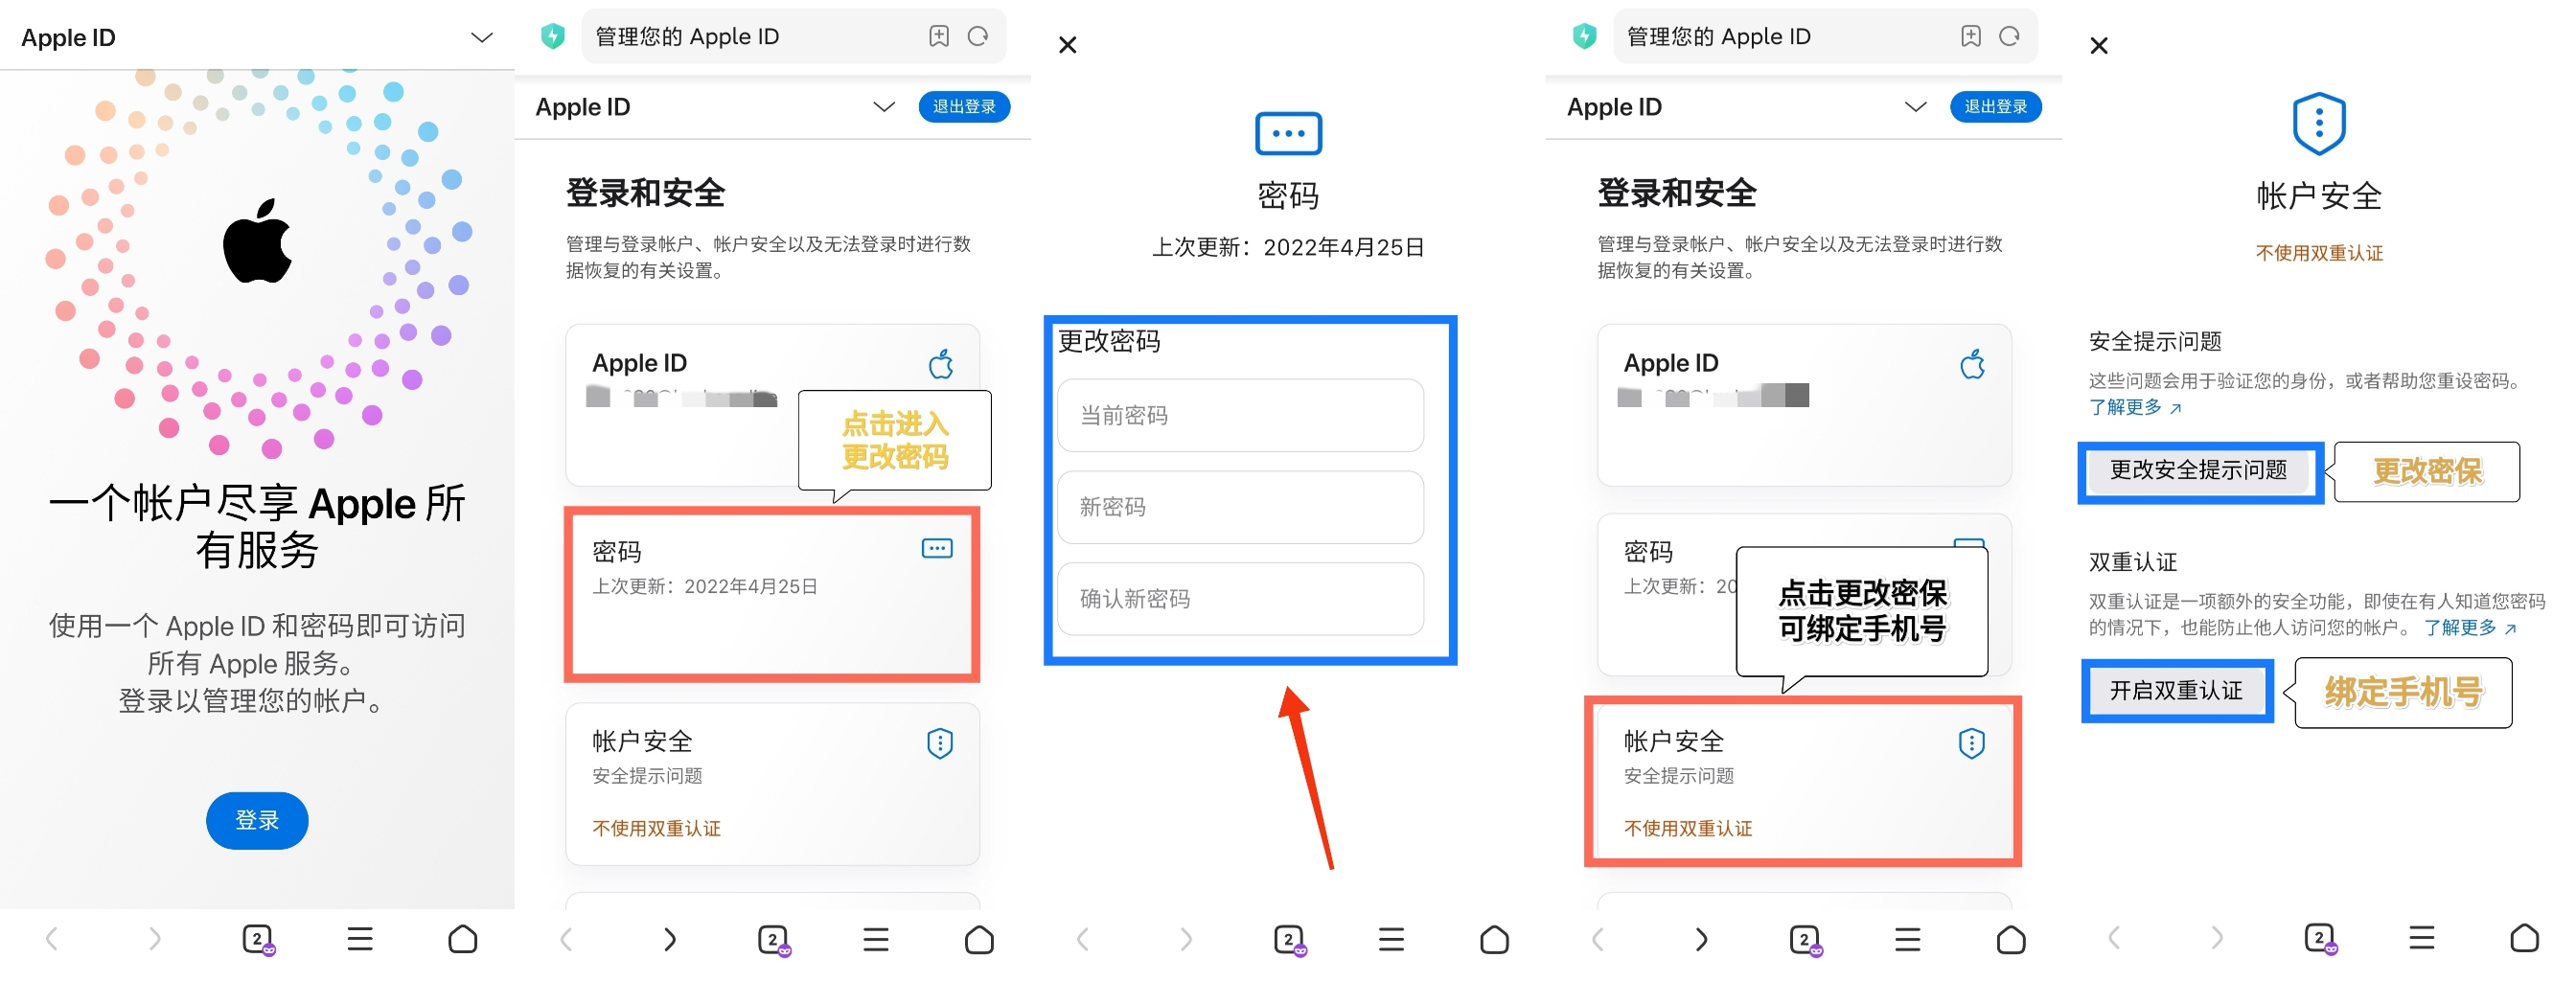 Apple ID
一个帐户尽享 Apple 所
有服务
使用一个 Apple ID 和密码即可访问
所有 Apple 服务。
登录以管理您的帐户。
登录
2
管理您的 Apple ID
Apple ID
退出登录
登录和安全
管理与登录帐户、帐户安全以及无法登录时进行数
据恢复的有关设置。
Apple ID
点击进入
更改密码
密码
上次更新：2022年4月25日
帐户安全
安全提示问题
不使用双重认证
2
密码
上次更新：2022年4月25日
更改密码
当前密码
新密码
确认新密码
2
管理您的 Apple ID
Apple ID
退出登录
登录和安全
管理与登录帐户、帐户安全以及无法登录时进行数
据恢复的有关设置。
Apple ID
密码
上次更新：20
点击更改密保
可绑定手机号
帐户安全
安全提示问题
不使用双重认证
2
帐户安全
不使用双重认证
安全提示问题
这些问题会用于验证您的身份，或者帮助您重设密码。
了解更多 ↗
更改安全提示问题
更改密保
双重认证
双重认证是一项额外的安全功能，即使在有人知道您密码
的情况下，也能防止他人访问您的帐户。 了解更多 ↗
开启双重认证
绑定手机号
2